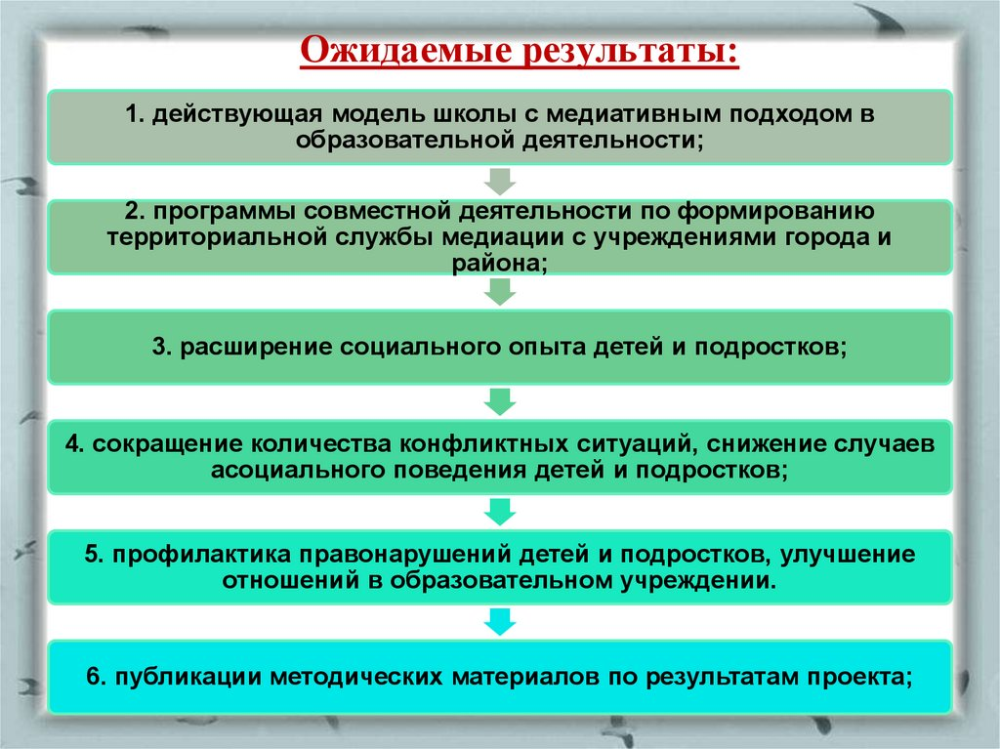 Ожидаемые результаты:
1. действующая модель школы с медиативным подходом в
образовательной деятельности;
2. программы совместной деятельности по формированию
территориальной службы медиации с учреждениями города и
района;
3. расширение социального опыта детей и подростков;
4. сокращение количества конфликтных ситуаций, снижение случаев
асоциального поведения детей и подростков;
5. профилактика правонарушений детей и подростков, улучшение
отношений в образовательном учреждении.
6. публикации методических материалов по результатам проекта;